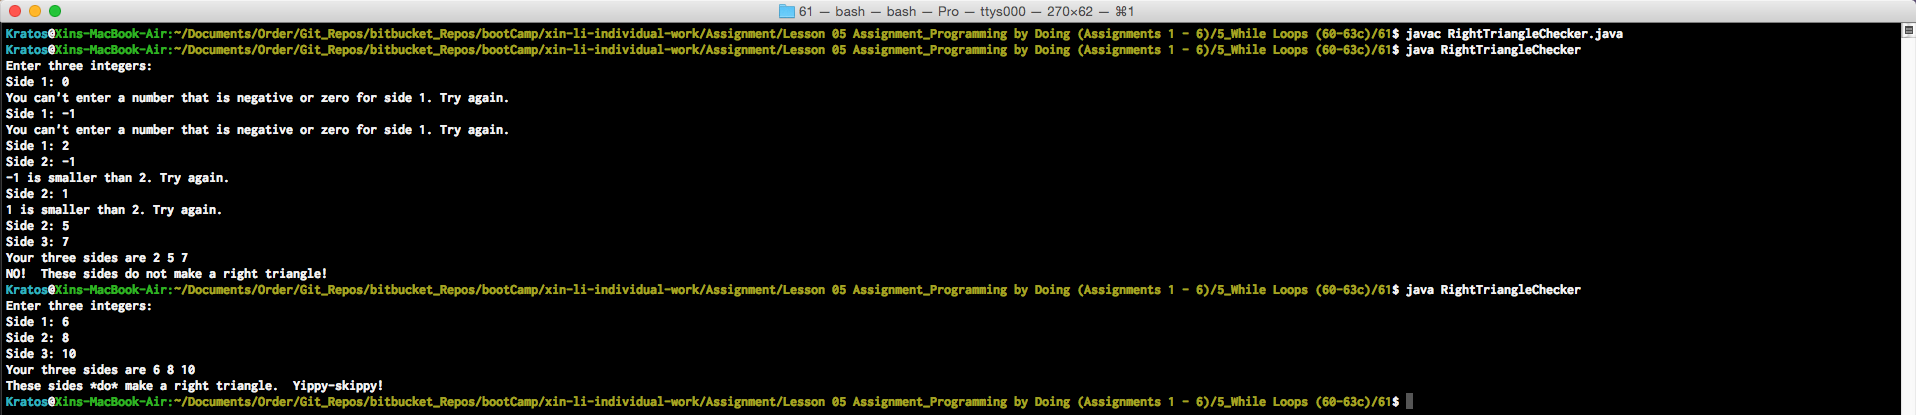 61 — bash — bash — Pro — ttys000 — 270×62 — ⌘1
Kratos@Xins-MacBook-Air:~/Documents/Order/Git_Repos/bitbucket_Repos/bootCamp/xin-li-individual-work/Assignment/Lesson 05 Assignment_Programming by Doing (Assignments 1 - 6)/5_While Loops (60-63c)/61$ javac RightTriangleChecker.java
Kratos@Xins-MacBook-Air:~/Documents/Order/Git_Repos/bitbucket_Repos/bootCamp/xin-li-individual-work/Assignment/Lesson 05 Assignment_Programming by Doing (Assignments 1 - 6)/5_While Loops (60-63c)/61$ java RightTriangleChecker
Enter three integers:
Side 1: 0
You can't enter a number that is negative or zero for side 1. Try again.
Side 1: -1
You can't enter a number that is negative or zero for side 1. Try again.
Side 1: 2
Side 2: -1
-1 is smaller than 2. Try again.
Side 2: 1
1 is smaller than 2. Try again.
Side 2: 5
Side 3: 7
Your three sides are 2 5 7
NO!  These sides do not make a right triangle!
Kratos@Xins-MacBook-Air:~/Documents/Order/Git_Repos/bitbucket_Repos/bootCamp/xin-li-individual-work/Assignment/Lesson 05 Assignment_Programming by Doing (Assignments 1 - 6)/5_While Loops (60-63c)/61$ java RightTriangleChecker
Enter three integers:
Side 1: 6
Side 2: 8
Side 3: 10
Your three sides are 6 8 10
These sides *do* make a right triangle.  Yippy-skippy!
Kratos@Xins-MacBook-Air:~/Documents/Order/Git_Repos/bitbucket_Repos/bootCamp/xin-li-individual-work/Assignment/Lesson 05 Assignment_Programming by Doing (Assignments 1 - 6)/5_While Loops (60-63c)/61$